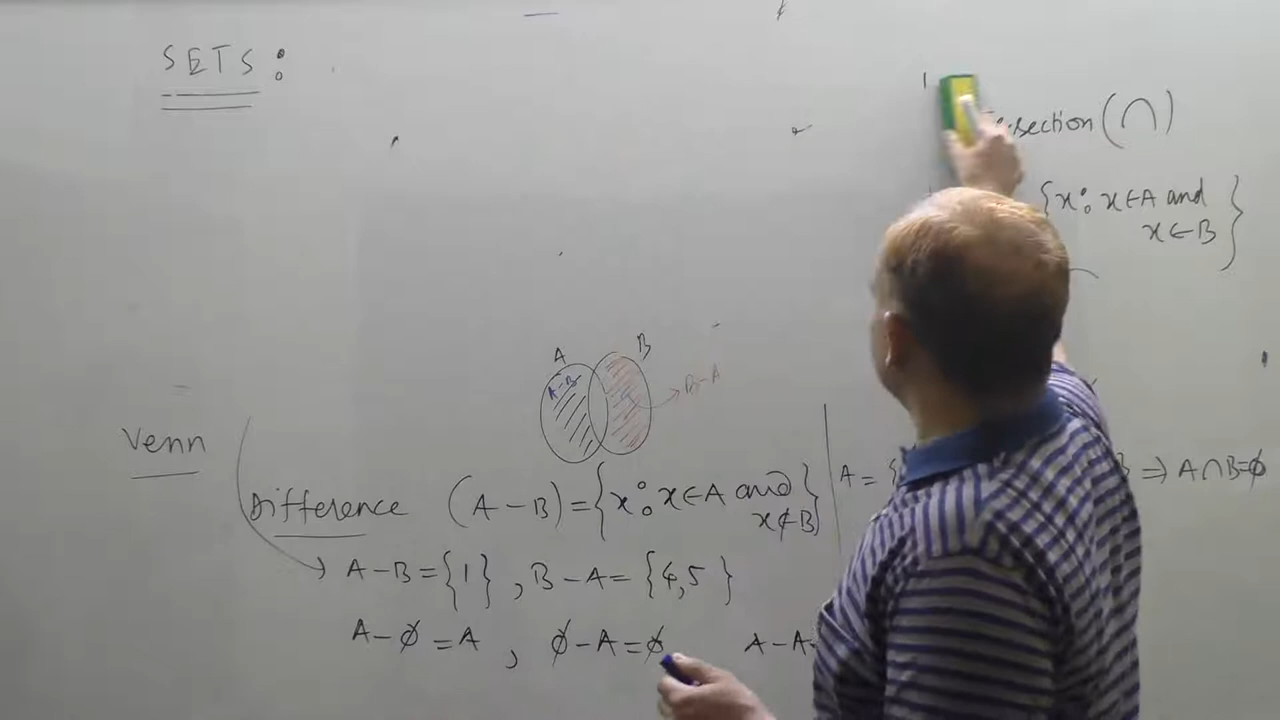 SETS:
section (∩)
{x: x∈A and
x∈B}
A B
A-B
B-A
Venn
Difference (A-B) = {x: x∈A and
x∉B}
A = { B ⇒ A∩B=φ
→ A-B={1}, B-A={4,5}
A-φ=A, φ-A=φ A-A